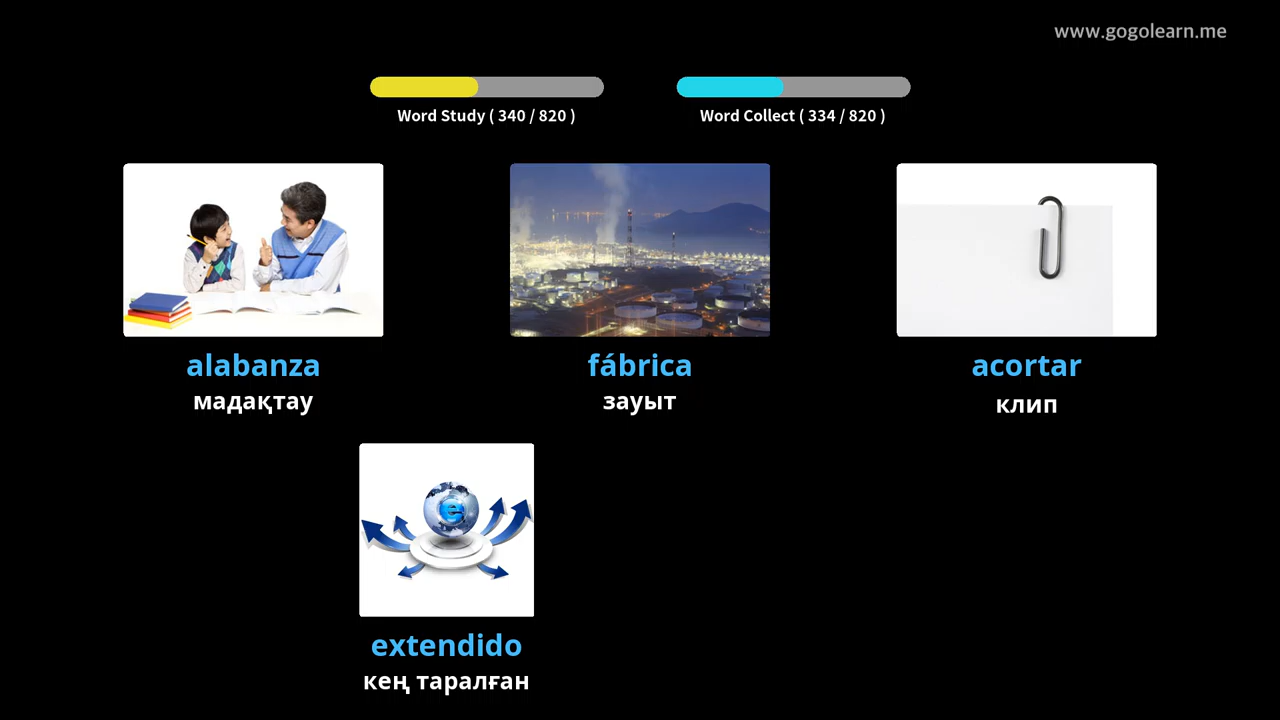 www.gogolearn.me
Word Study ( 340 / 820 )
Word Collect ( 334 / 820 )
alabanza
мадақтау
fábrica
зауыт
acortar
клип
e
extendido
кең таралған